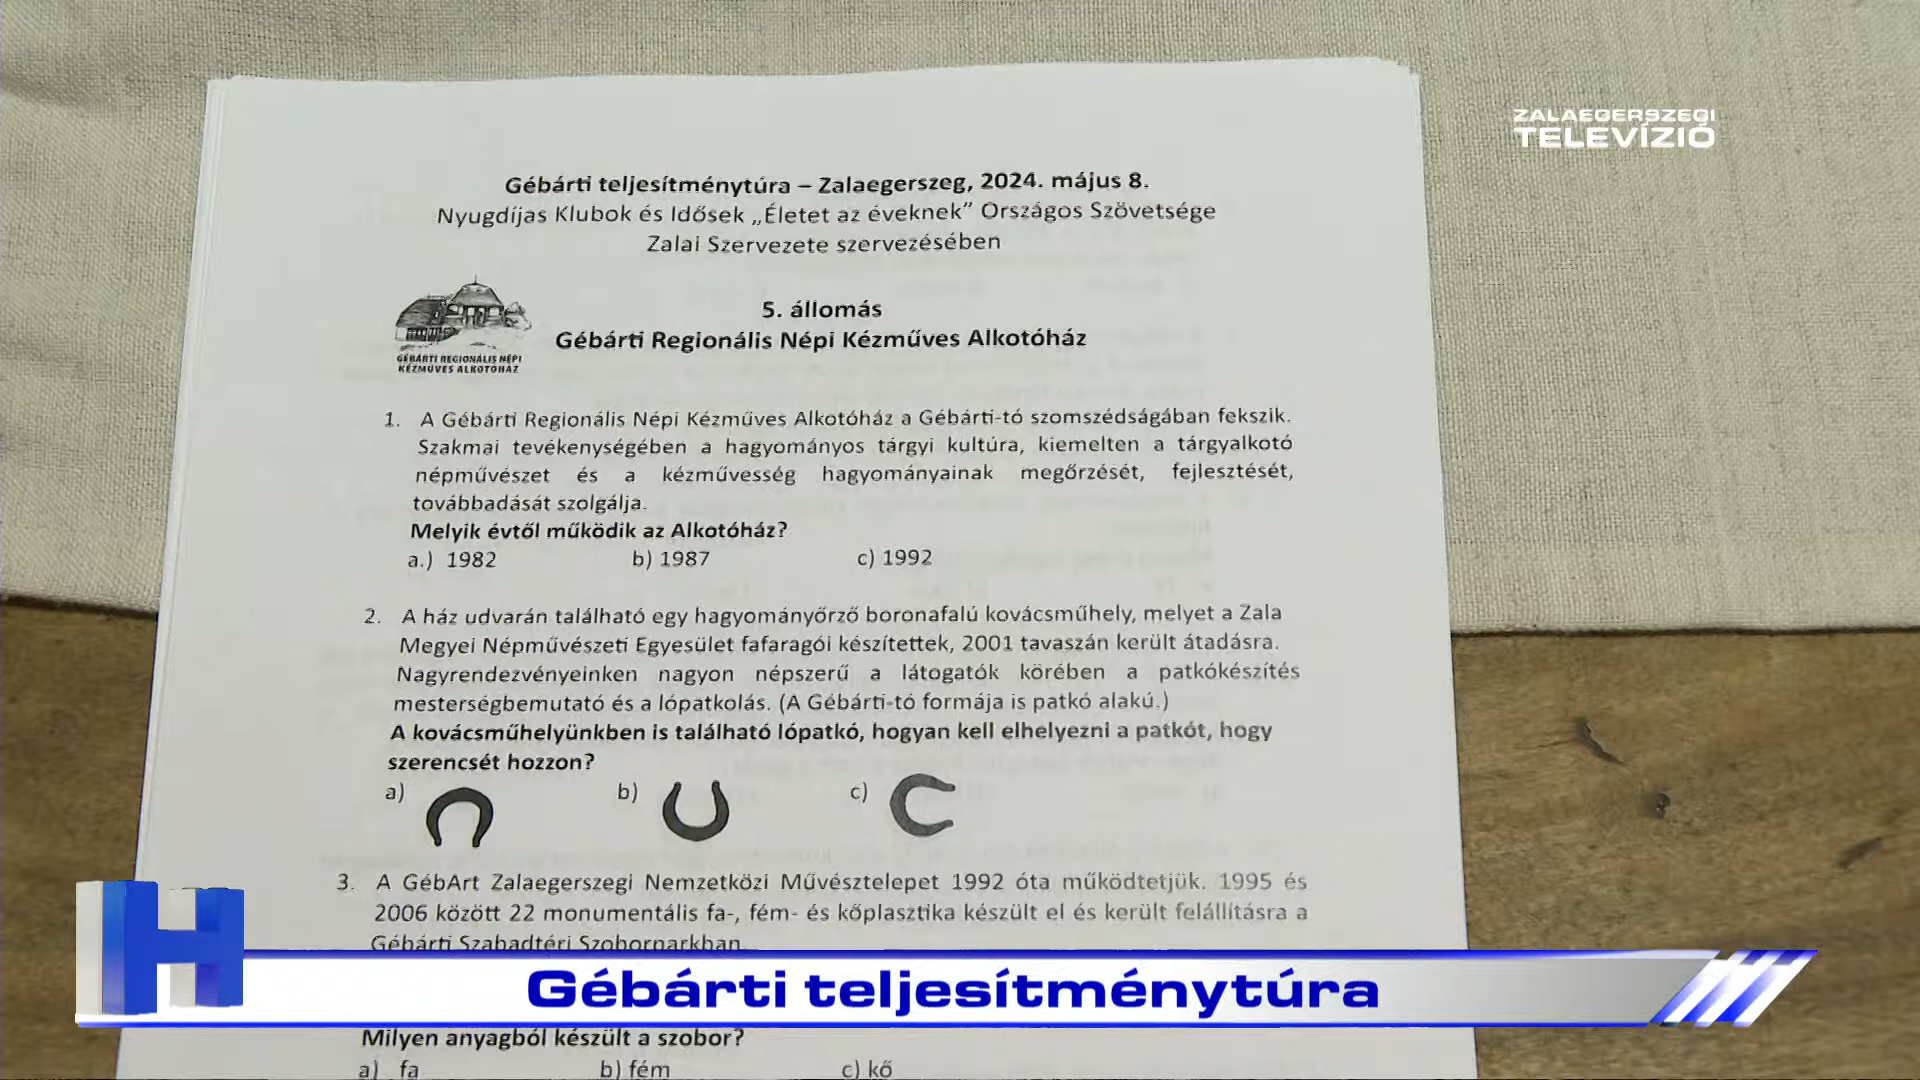 ZALAEGERSZEGI
TELEVÍZIÓ
Gébárti teljesítménytúra – Zalaegerszeg, 2024. május 8.
Nyugdíjas Klubok és Idősek „Életet az éveknek” Országos Szövetsége
Zalai Szervezete szervezésében
GÉBÁRTI REGIONÁLIS NÉPI
KÉZMŰVES ALKOTÓHÁZ
5. állomás
Gébárti Regionális Népi Kézműves Alkotóház
1. A Gébárti Regionális Népi Kézműves Alkotóház a Gébárti-tó szomszédságában fekszik.
Szakmai tevékenységében a hagyományos tárgyi kultúra, kiemelten a tárgyalkotó
népművészet és a kézművesség hagyományainak megőrzését, fejlesztését,
továbbadását szolgálja.
Melyik évtől működik az Alkotóház?
a.) 1982 b) 1987 c) 1992
2. A ház udvarán található egy hagyományőrző boronafalú kovácsműhely, melyet a Zala
Megyei Népművészeti Egyesület fafaragói készítettek, 2001 tavaszán került átadásra.
Nagyrendezvényeinken nagyon népszerű a látogatók körében a patkókészítés
mesterségbemutató és a lópatkolás. (A Gébárti-tó formája is patkó alakú.)
A kovácsműhelyünkben is található lópatkó, hogyan kell elhelyezni a patkót, hogy
szerencsét hozzon?
a) b) c)
3. A GébArt Zalaegerszegi Nemzetközi Művésztelepet 1992 óta működtetjük. 1995 és
2006 között 22 monumentális fa-, fém- és kőplasztika készült el és került felállításra a
Gébárti Szabadtéri Szoborparkban.
H
Gébárti teljesítménytúra
Milyen anyagból készült a szobor?
a) fa b) fém c) kő